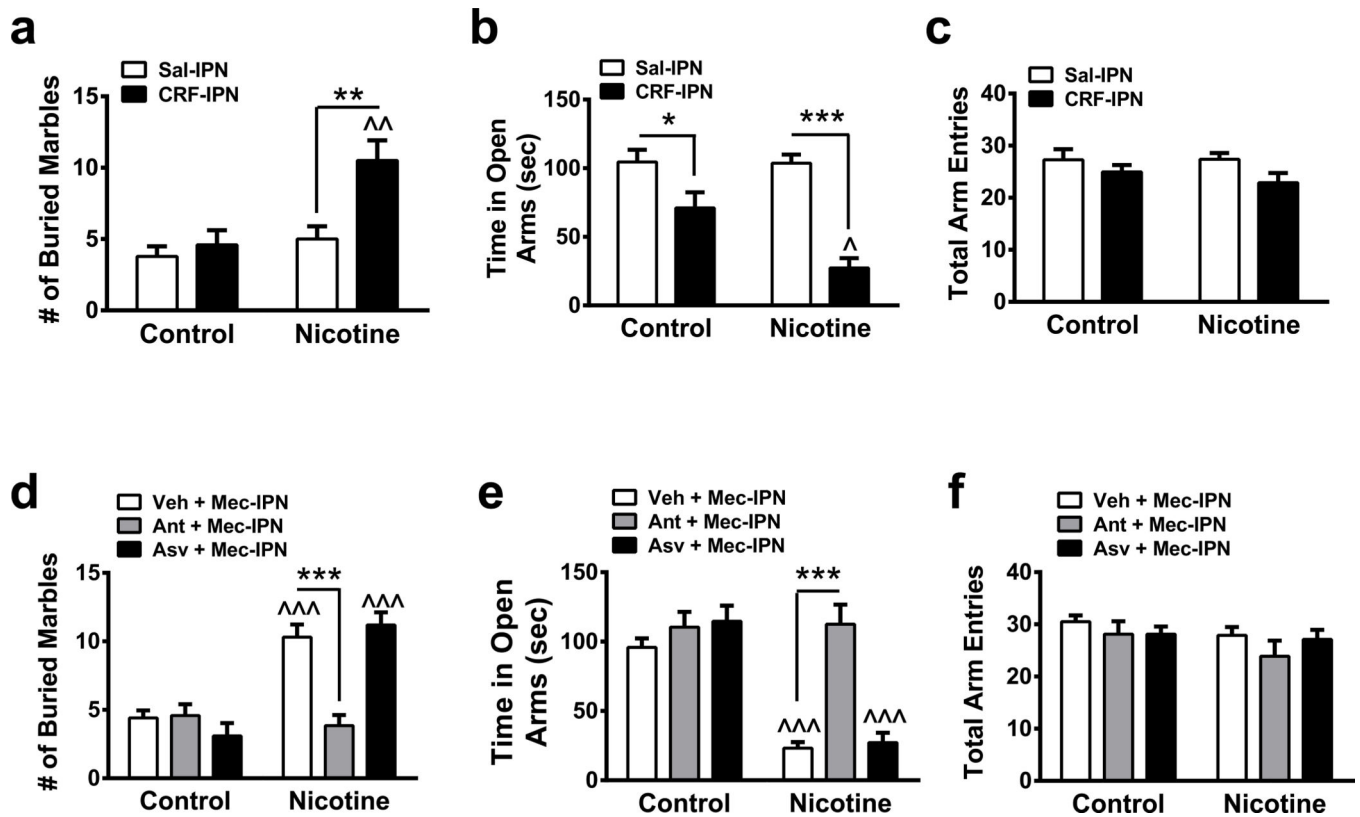 a
Sal-IPN
CRF-IPN
# of Buried Marbles
15
10
5
0
**
^^
Control
Nicotine
b
Sal-IPN
CRF-IPN
Time in Open
Arms (sec)
150
100
50
0
*
***
^
Control
Nicotine
c
Sal-IPN
CRF-IPN
Total Arm Entries
40
30
20
10
0
Control
Nicotine
d
Veh + Mec-IPN
Ant + Mec-IPN
Asv + Mec-IPN
# of Buried Marbles
15
10
5
0
***
^^^
^^^
Control
Nicotine
e
Veh + Mec-IPN
Ant + Mec-IPN
Asv + Mec-IPN
Time in Open
Arms (sec)
150
100
50
0
***
^^^
^^^
Control
Nicotine
f
Veh + Mec-IPN
Ant + Mec-IPN
Asv + Mec-IPN
Total Arm Entries
40
30
20
10
0
Control
Nicotine